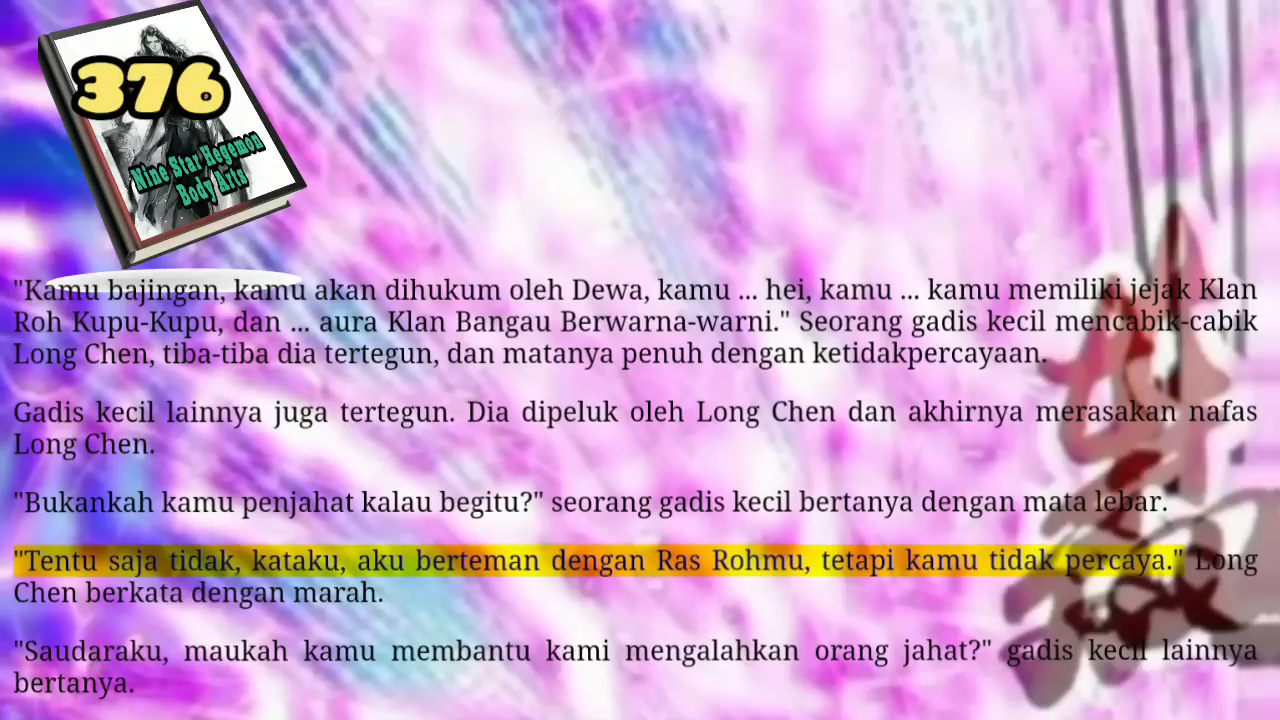 376
Nine Star Hegemon
Body Arts
"Kamu bajingan, kamu akan dihukum oleh Dewa, kamu ... hei, kamu ... kamu memiliki jejak Klan
Roh Kupu-Kupu, dan ... aura Klan Bangau Berwarna-warni." Seorang gadis kecil mencabik-cabik
Long Chen, tiba-tiba dia tertegun, dan matanya penuh dengan ketidakpercayaan.
Gadis kecil lainnya juga tertegun. Dia dipeluk oleh Long Chen dan akhirnya merasakan nafas
Long Chen.
"Bukankah kamu penjahat kalau begitu?" seorang gadis kecil bertanya dengan mata lebar.
"Tentu saja tidak, kataku, aku berteman dengan Ras Rohmu, tetapi kamu tidak percaya." Long
Chen berkata dengan marah.
"Saudaraku, maukah kamu membantu kami mengalahkan orang jahat?" gadis kecil lainnya
bertanya.